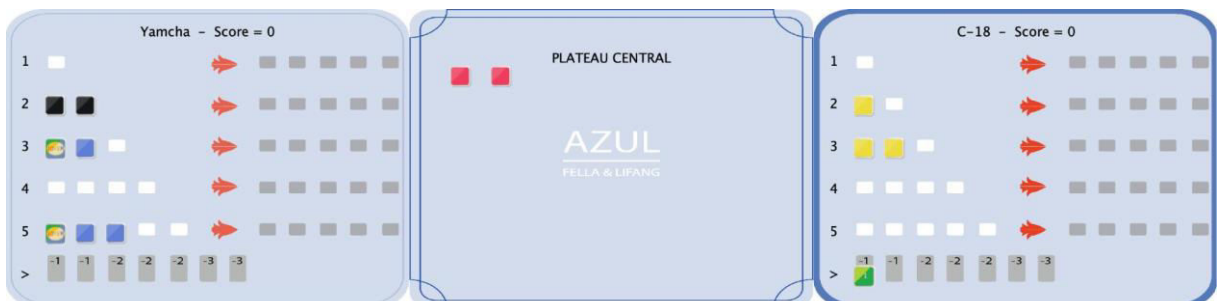 Yamcha – Score = 0
1
2
3
4
5
> -1 -1 -2 -2 -2 -3 -3
PLATEAU CENTRAL
AZUL
FELLA & LIFANG
C-18 – Score = 0
1
2
3
4
5
> -1 -1 -2 -2 -2 -3 -3
1